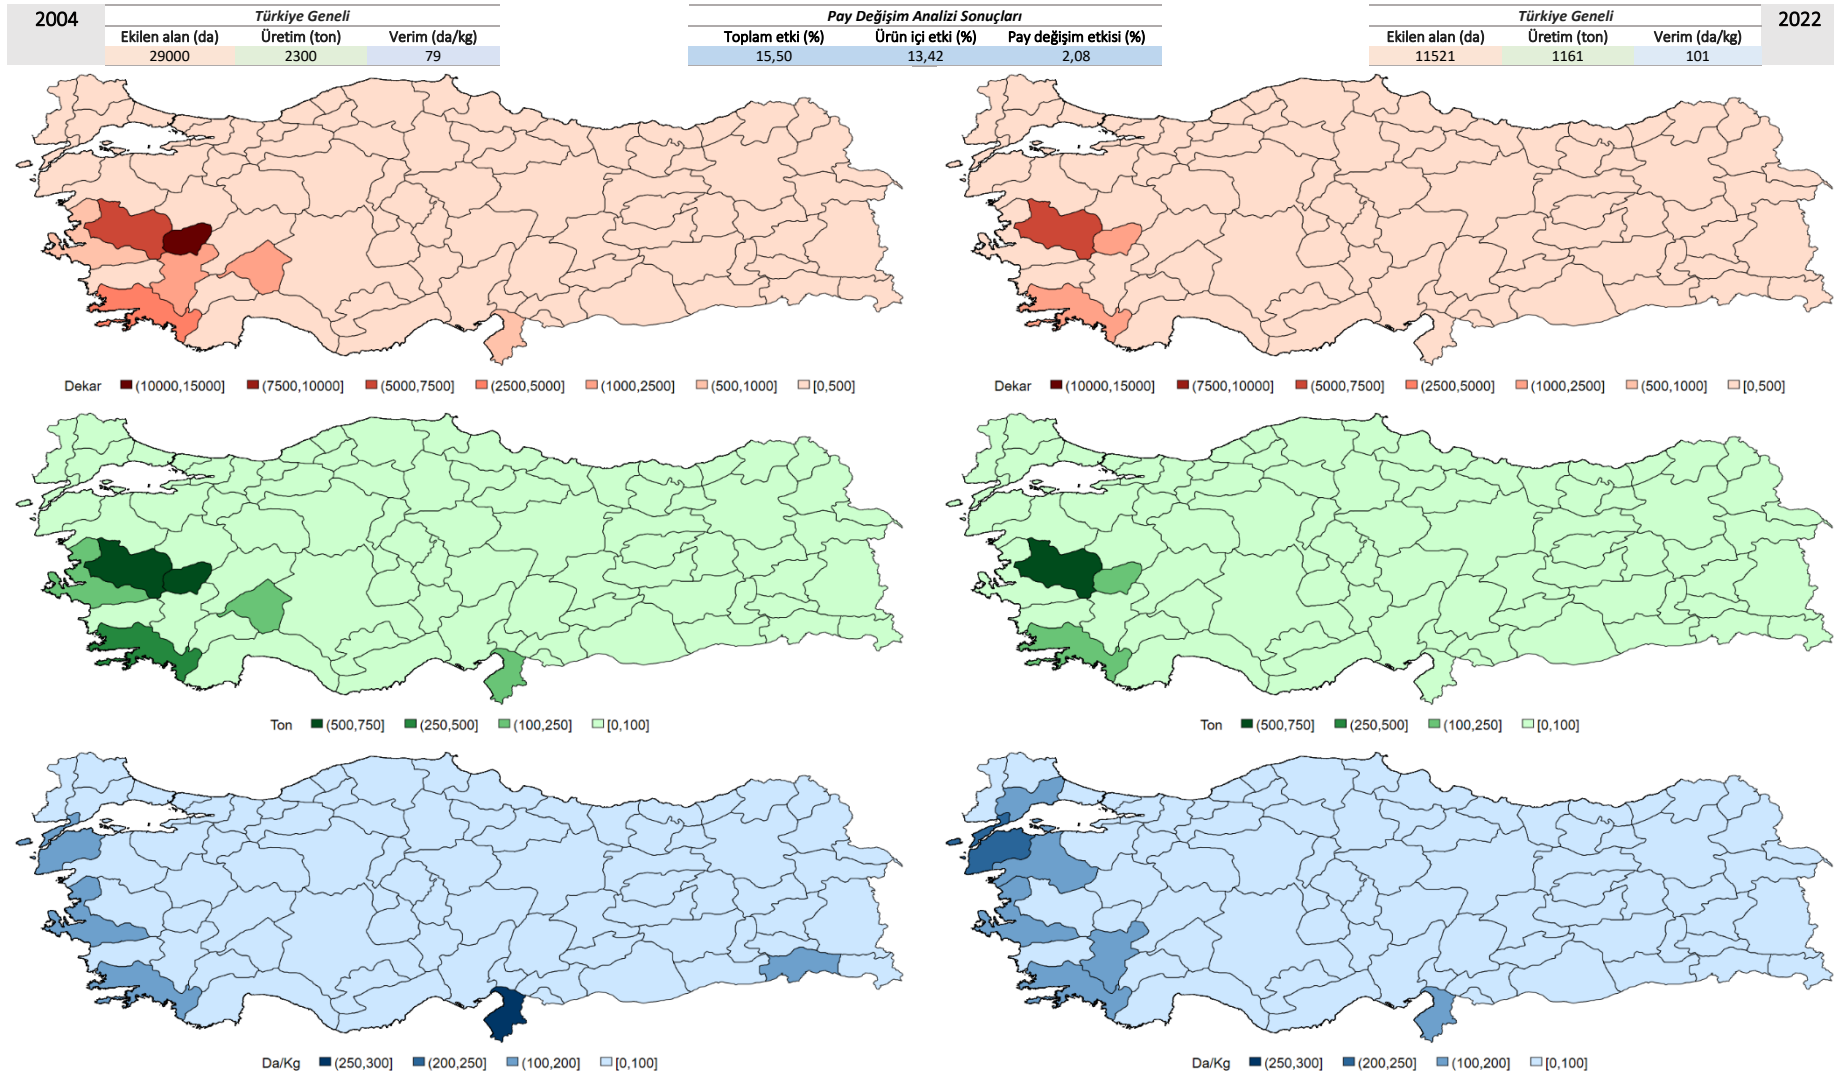 2004
Türkiye Geneli
Ekilen alan (da) Üretim (ton) Verim (da/kg)
29000 2300 79
Pay Değişim Analizi Sonuçları
Toplam etki (%) Ürün içi etki (%) Pay değişim etkisi (%)
15,50 13,42 2,08
Türkiye Geneli
Ekilen alan (da) Üretim (ton) Verim (da/kg)
11521 1161 101
2022
Dekar (10000,15000] (7500,10000] (5000,7500] (2500,5000] (1000,2500] (500,1000] [0,500]
Dekar (10000,15000] (7500,10000] (5000,7500] (2500,5000] (1000,2500] (500,1000] [0,500]
Ton (500,750] (250,500] (100,250] [0,100]
Ton (500,750] (250,500] (100,250] [0,100]
Da/Kg (250,300] (200,250] (100,200] [0,100]
Da/Kg (250,300] (200,250] (100,200] [0,100]